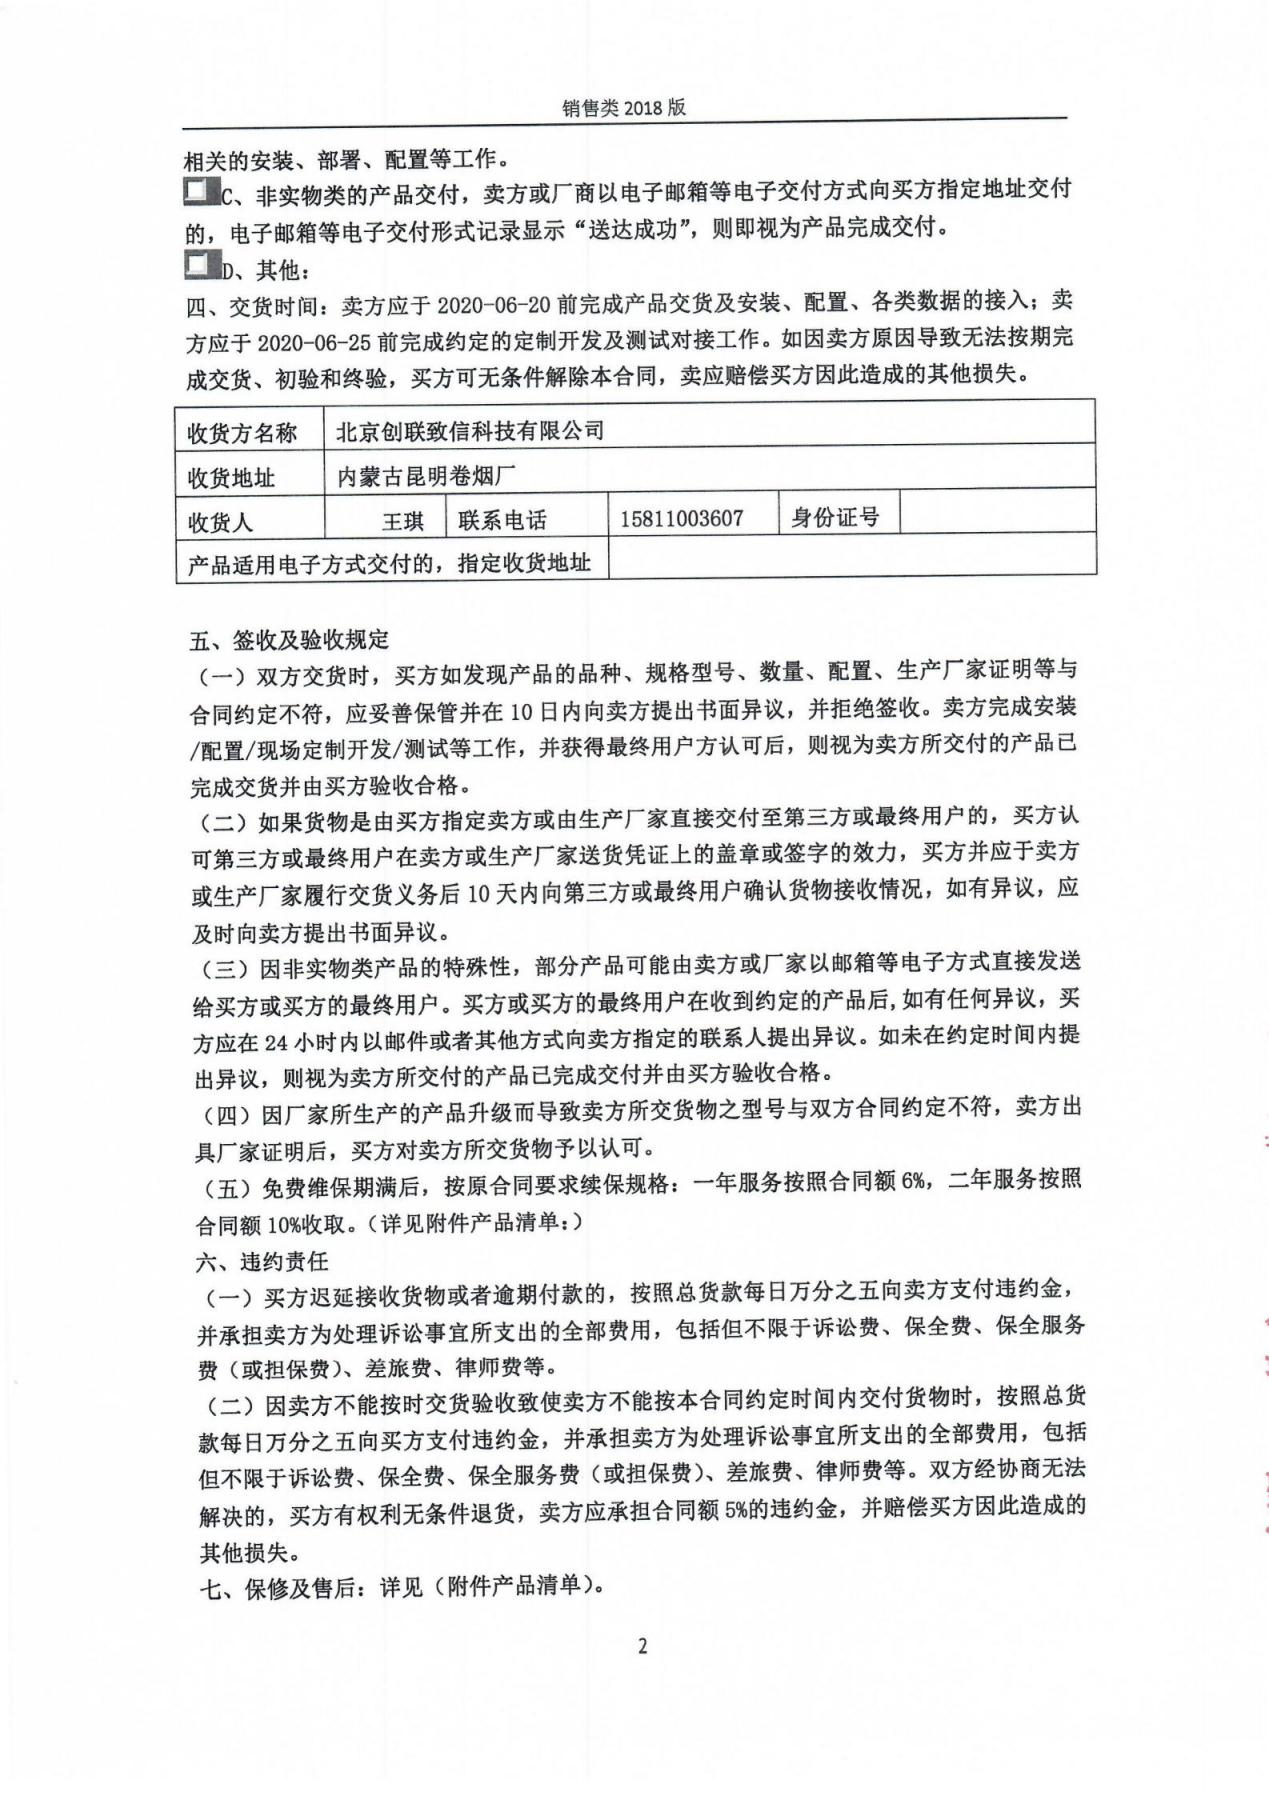 销售类 2018 版
相关的安装、部署、配置等工作。
C、非实物类的产品交付，卖方或厂商以电子邮箱等电子交付方式向买方指定地址交付
的，电子邮箱等电子交付形式记录显示“送达成功”，则即视为产品完成交付。
D、其他：
四、交货时间：卖方应于 2020-06-20 前完成产品交货及安装、配置、各类数据的接入；卖
方应于 2020-06-25 前完成约定的定制开发及测试对接工作。如因卖方原因导致无法按期完
成交货、初验和终验，买方可无条件解除本合同，卖应赔偿买方因此造成的其他损失。
收货方名称 北京创联致信科技有限公司
收货地址 内蒙古昆明卷烟厂
收货人 王琪 联系电话 15811003607 身份证号
产品适用电子方式交付的，指定收货地址
五、签收及验收规定
（一）双方交货时，买方如发现产品的品种、规格型号、数量、配置、生产厂家证明等与
合同约定不符，应妥善保管并在 10 日内向卖方提出书面异议，并拒绝签收。卖方完成安装
/配置/现场定制开发/测试等工作，并获得最终用户方认可后，则视为卖方所交付的产品已
完成交货并由买方验收合格。
（二）如果货物是由买方指定卖方或由生产厂家直接交付至第三方或最终用户的，买方认
可第三方或最终用户在卖方或生产厂家送货凭证上的盖章或签字的效力，买方并应于卖方
或生产厂家履行交货义务后 10 天内向第三方或最终用户确认货物接收情况，如有异议，应
及时向卖方提出书面异议。
（三）因非实物类产品的特殊性，部分产品可能由卖方或厂家以邮箱等电子方式直接发送
给买方或买方的最终用户。买方或买方的最终用户在收到约定的产品后,如有任何异议，买
方应在 24 小时内以邮件或者其他方式向卖方指定的联系人提出异议。如未在约定时间内提
出异议，则视为卖方所交付的产品已完成交付并由买方验收合格。
（四）因厂家所生产的产品升级而导致卖方所交货物之型号与双方合同约定不符，卖方出
具厂家证明后，买方对卖方所交货物予以认可。
（五）免费维保期满后，按原合同要求续保规格：一年服务按照合同额 6%，二年服务按照
合同额 10%收取。（详见附件产品清单:）
六、违约责任
（一）买方迟延接收货物或者逾期付款的，按照总货款每日万分之五向卖方支付违约金，
并承担卖方为处理诉讼事宜所支出的全部费用，包括但不限于诉讼费、保全费、保全服务
费（或担保费）、差旅费、律师费等。
（二）因卖方不能按时交货验收致使卖方不能按本合同约定时间内交付货物时，按照总货
款每日万分之五向买方支付违约金，并承担卖方为处理诉讼事宜所支出的全部费用，包括
但不限于诉讼费、保全费、保全服务费（或担保费）、差旅费、律师费等。双方经协商无法
解决的，买方有权利无条件退货，卖方应承担合同额 5%的违约金，并赔偿买方因此造成的
其他损失。
七、保修及售后：详见（附件产品清单）。
2